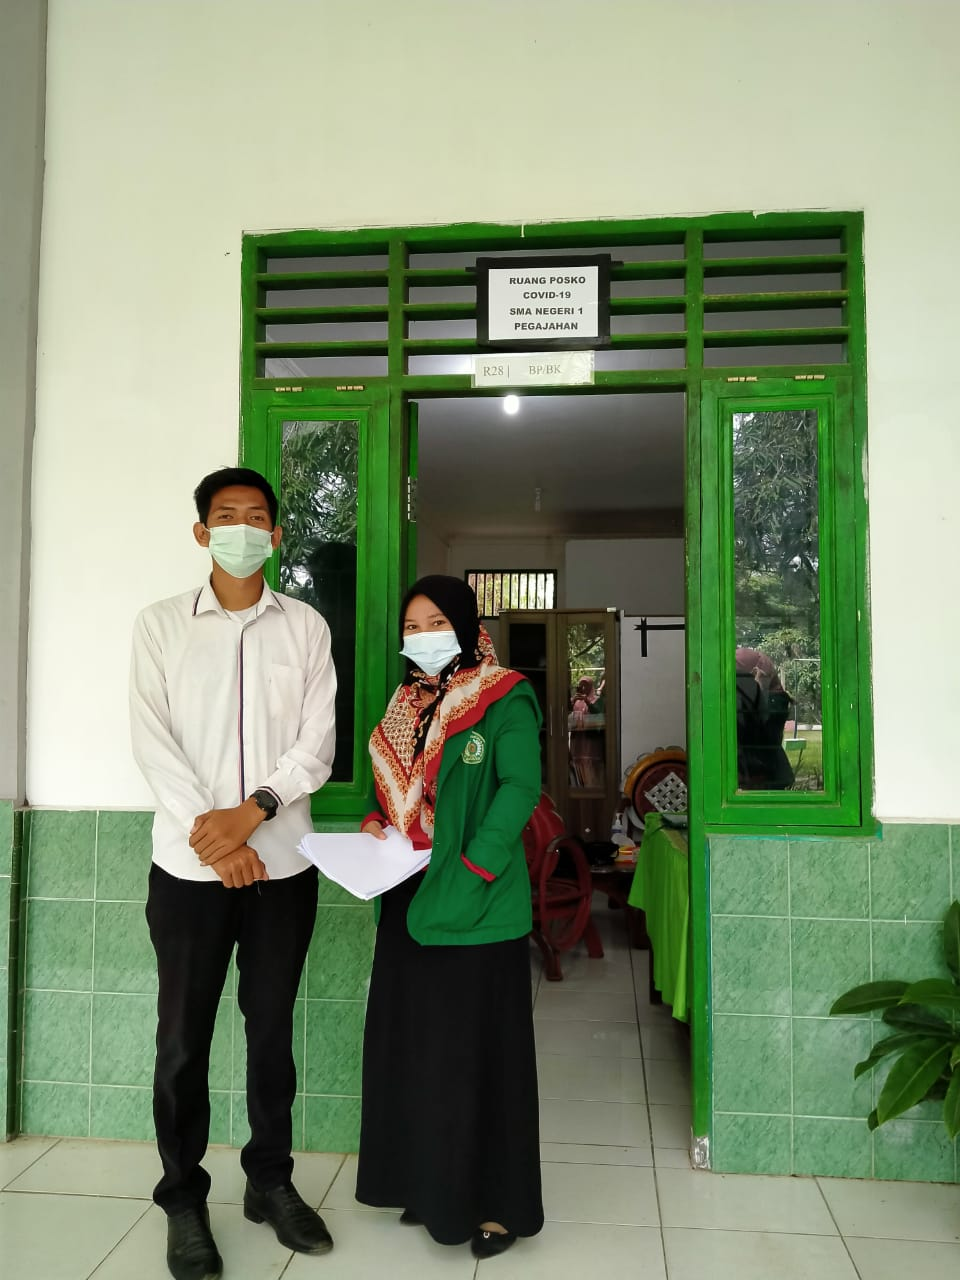 RUANG POSKO
COVID-19
SMA NEGERI 1
PEGAJAHAN
R28 | BP/BK